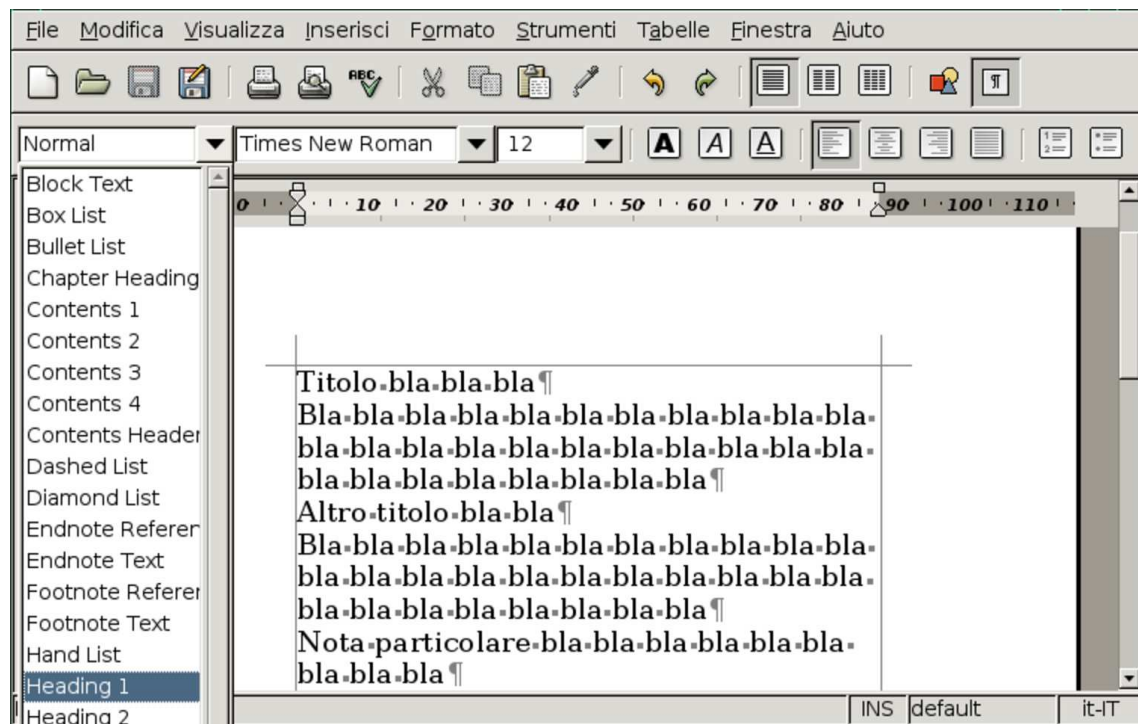 File Modifica Visualizza Inserisci Formato Strumenti Tabelle Finestra Aiuto
ABC
Normal Times New Roman 12 A A A
0 10 20 30 40 50 60 70 80 90 100 110
Block Text
Box List
Bullet List
Chapter Heading
Contents 1
Contents 2
Contents 3
Contents 4
Contents Header
Dashed List
Diamond List
Endnote Referen
Endnote Text
Footnote Referen
Footnote Text
Hand List
Heading 1
Heading 2
Titolo·bla·bla·bla¶
Bla·bla·bla·bla·bla·bla·bla·bla·bla·bla·bla·
bla·bla·bla·bla·bla·bla·bla·bla·bla·bla·bla·
bla·bla·bla·bla·bla·bla·bla·bla¶
Altro·titolo·bla·bla¶
Bla·bla·bla·bla·bla·bla·bla·bla·bla·bla·bla·
bla·bla·bla·bla·bla·bla·bla·bla·bla·bla·bla·
bla·bla·bla·bla·bla·bla·bla·bla¶
Nota·particolare·bla·bla·bla·bla·bla·bla·
bla·bla·bla¶
INS default it-IT